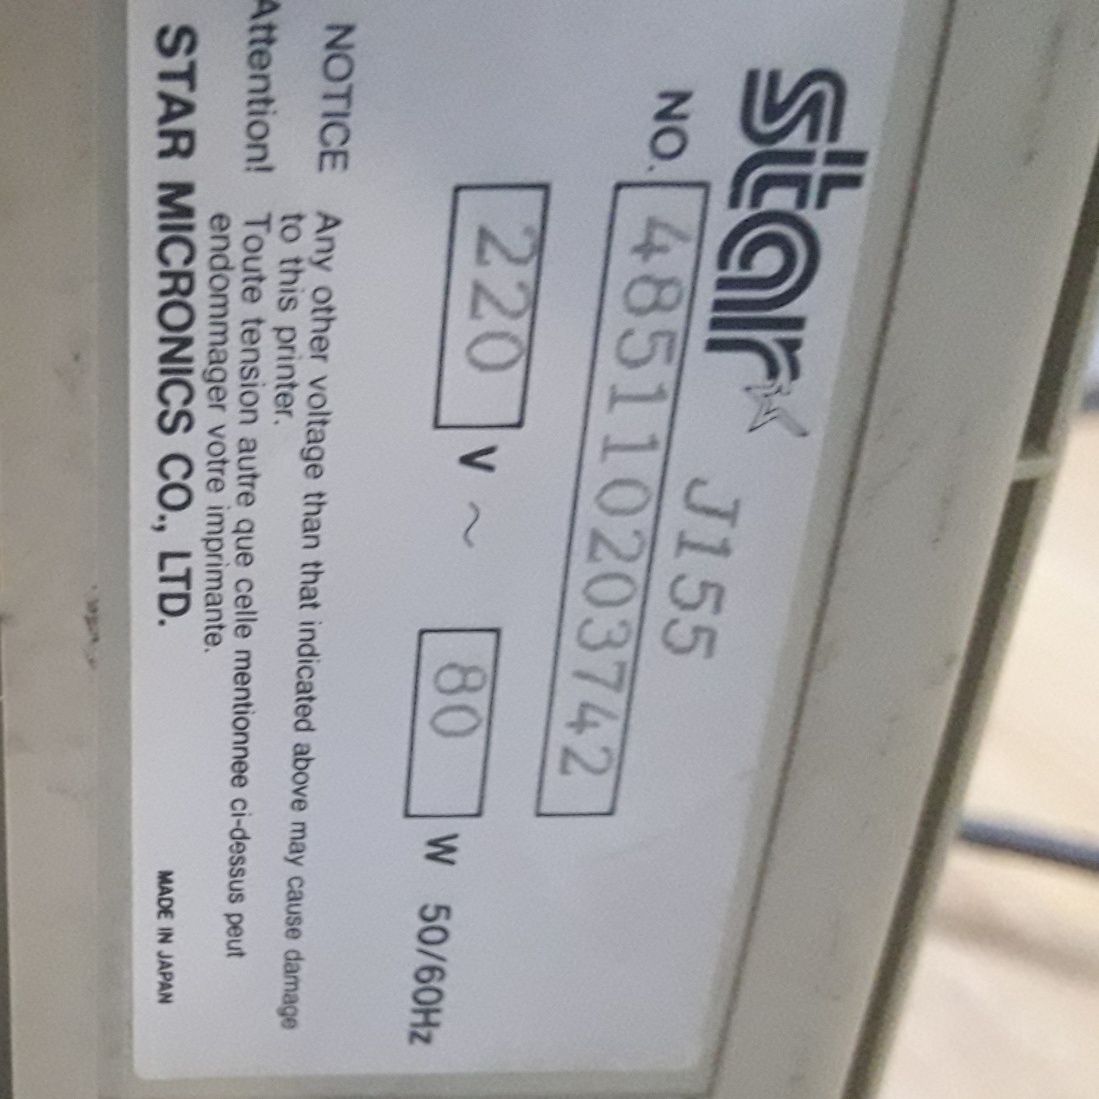 star J155
NO. 4851102037​42
220 V ~ 80 W 50/60Hz
NOTICE Any other voltage than that indicated above may cause damage
to this printer.
Attention! Toute tension autre que celle mentionnee ci-dessus peut
endommager votre imprimante.
STAR MICRONICS CO., LTD. MADE IN JAPAN